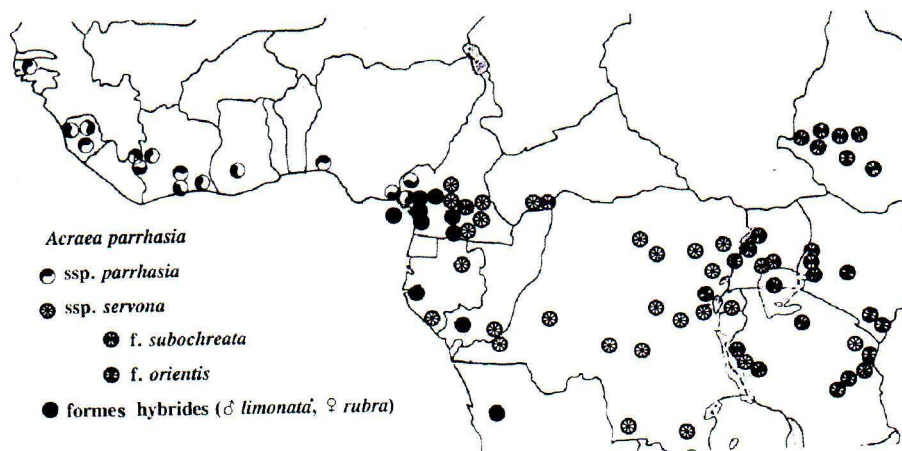 Acraea parrhasia
ssp. parrhasia
ssp. servona
f. subochreata
f. orientis
formes hybrides (♂ limonata, ♀ rubra)